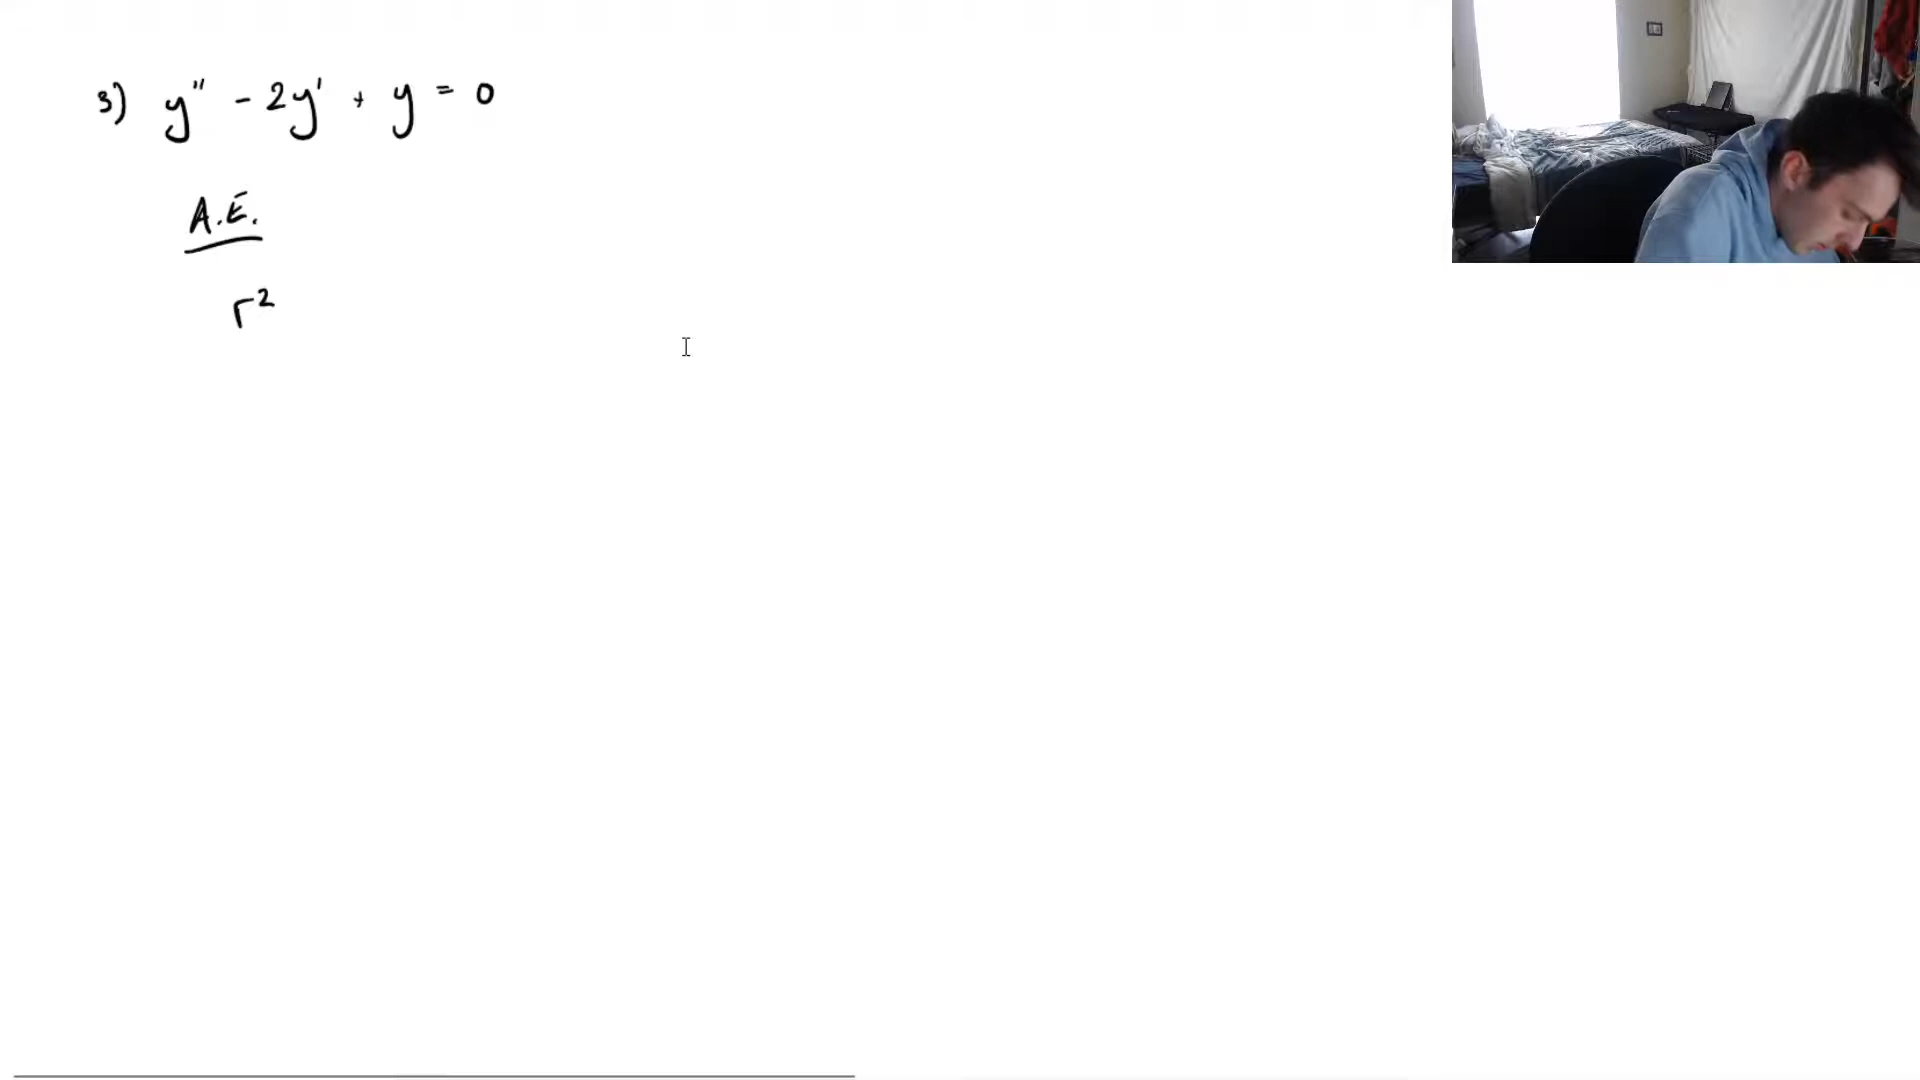 3) y'' - 2y' + y = 0
A.E.
r²